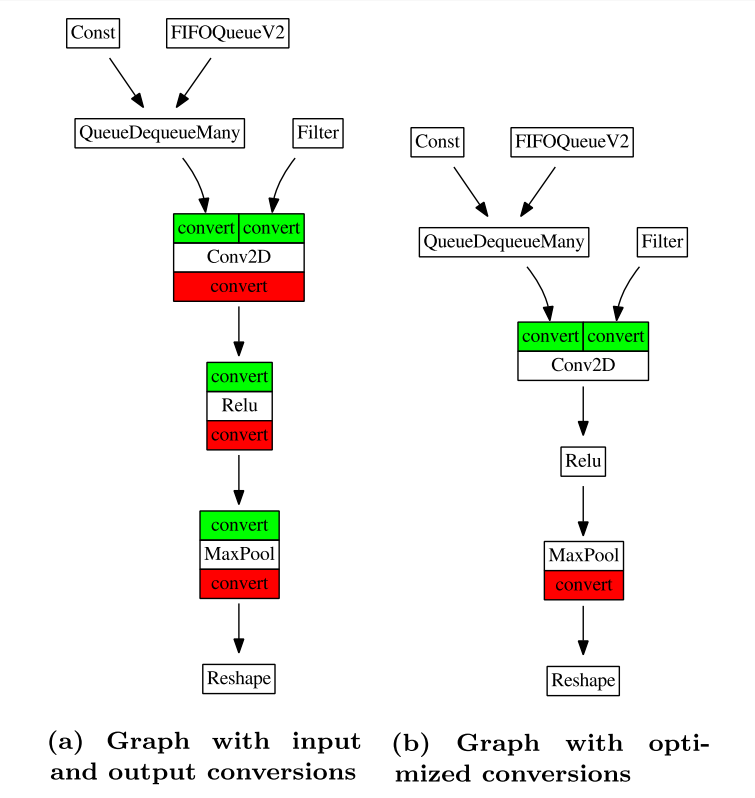 Const
FIFOQueueV2
QueueDequeueMany
Filter
convert convert
Conv2D
convert
convert
Relu
convert
convert
MaxPool
convert
Reshape
(a) Graph with input
and output conversions
Const
FIFOQueueV2
QueueDequeueMany
Filter
convert convert
Conv2D
Relu
MaxPool
convert
Reshape
(b) Graph with opti-
mized conversions